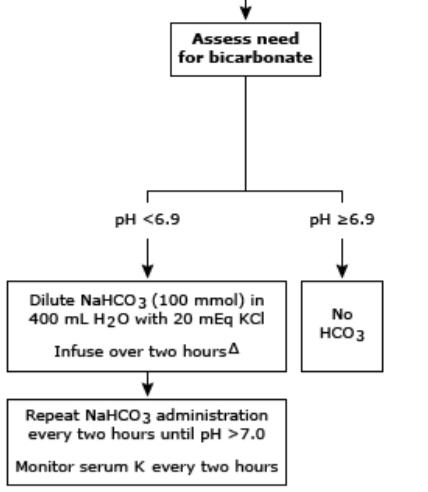 Assess need
for bicarbonate
pH <6.9
pH ≥6.9
Dilute NaHCO3 (100 mmol) in
400 mL H2O with 20 mEq KCl
Infuse over two hoursΔ
No
HCO3
Repeat NaHCO3 administration
every two hours until pH >7.0
Monitor serum K every two hours